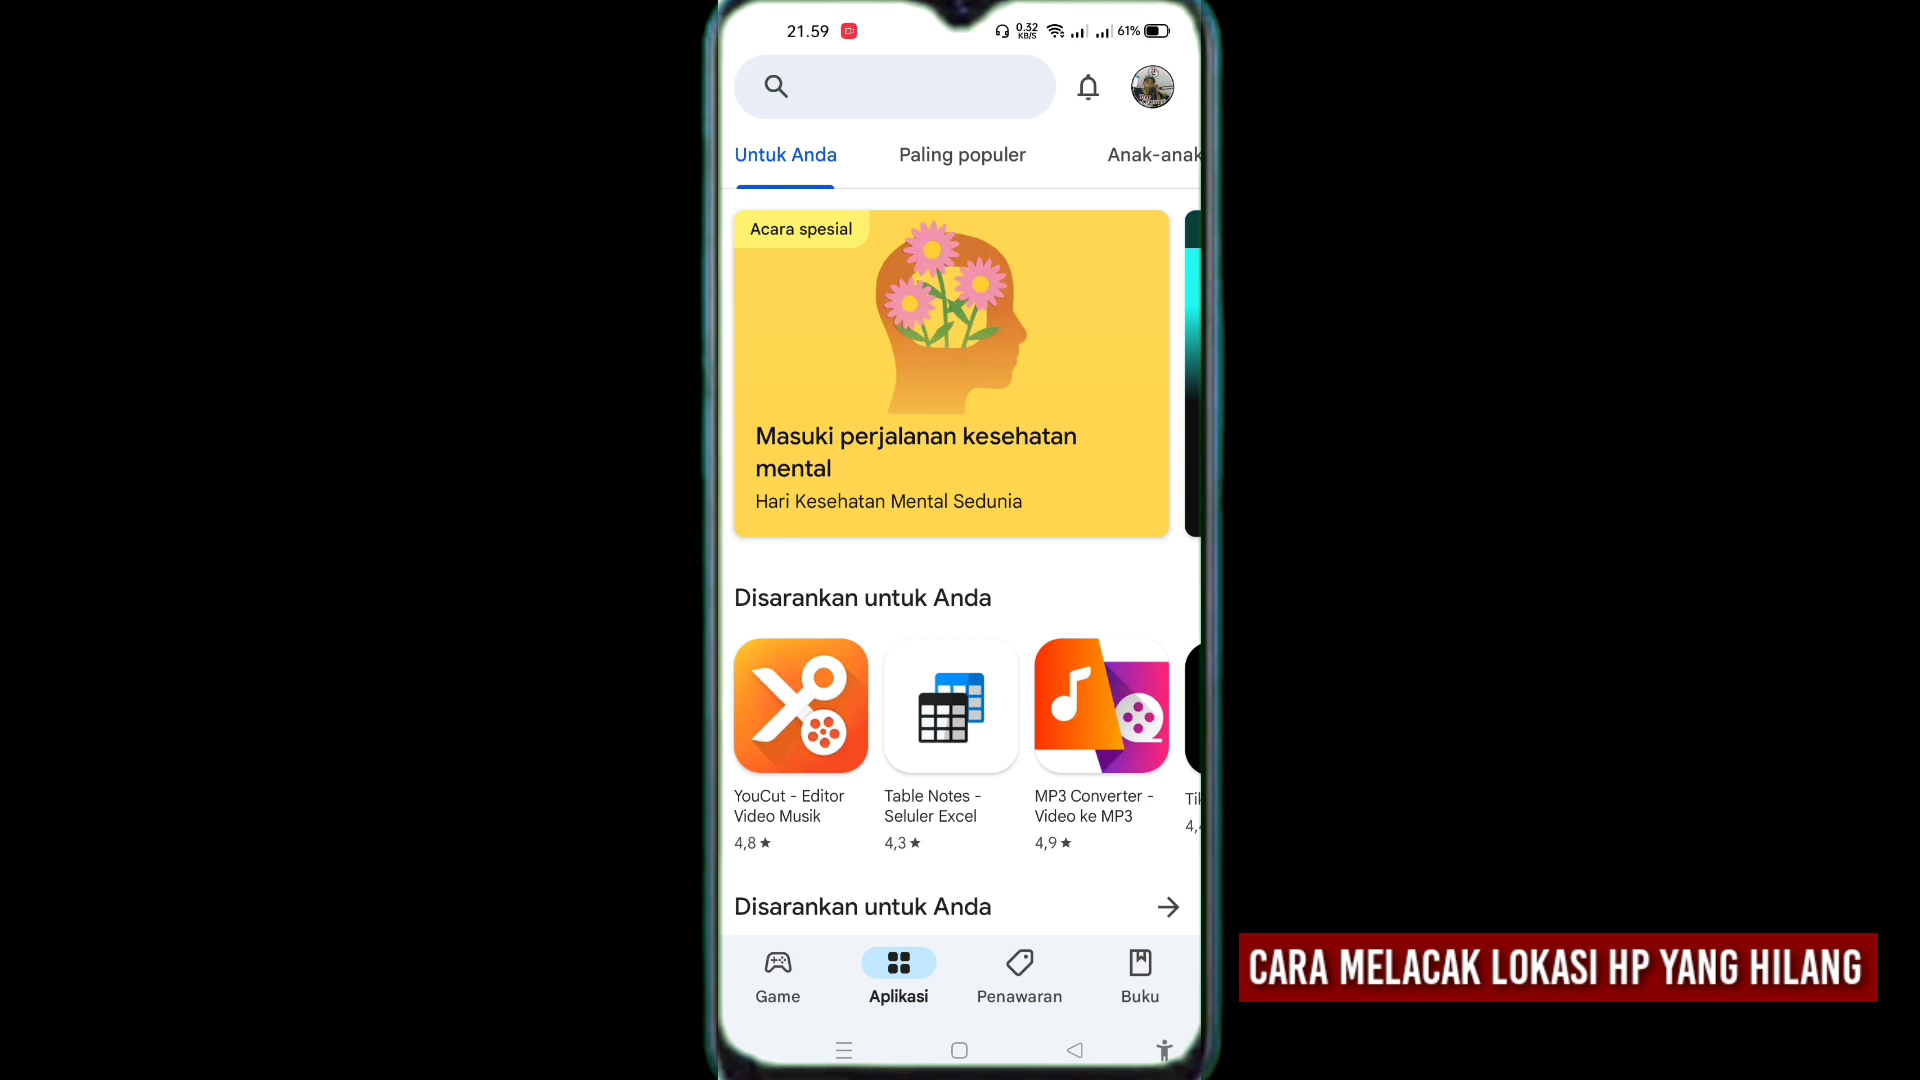 21.59
0.32
KB/S
61%
Untuk Anda
Paling populer
Anak-anak
Acara spesial
Masuki perjalanan kesehatan
mental
Hari Kesehatan Mental Sedunia
Disarankan untuk Anda
YouCut - Editor
Video Musik
4,8 ★
Table Notes -
Seluler Excel
4,3 ★
MP3 Converter -
Video ke MP3
4,9 ★
Disarankan untuk Anda
Game
Aplikasi
Penawaran
Buku
CARA MELACAK LOKASI HP YANG HILANG